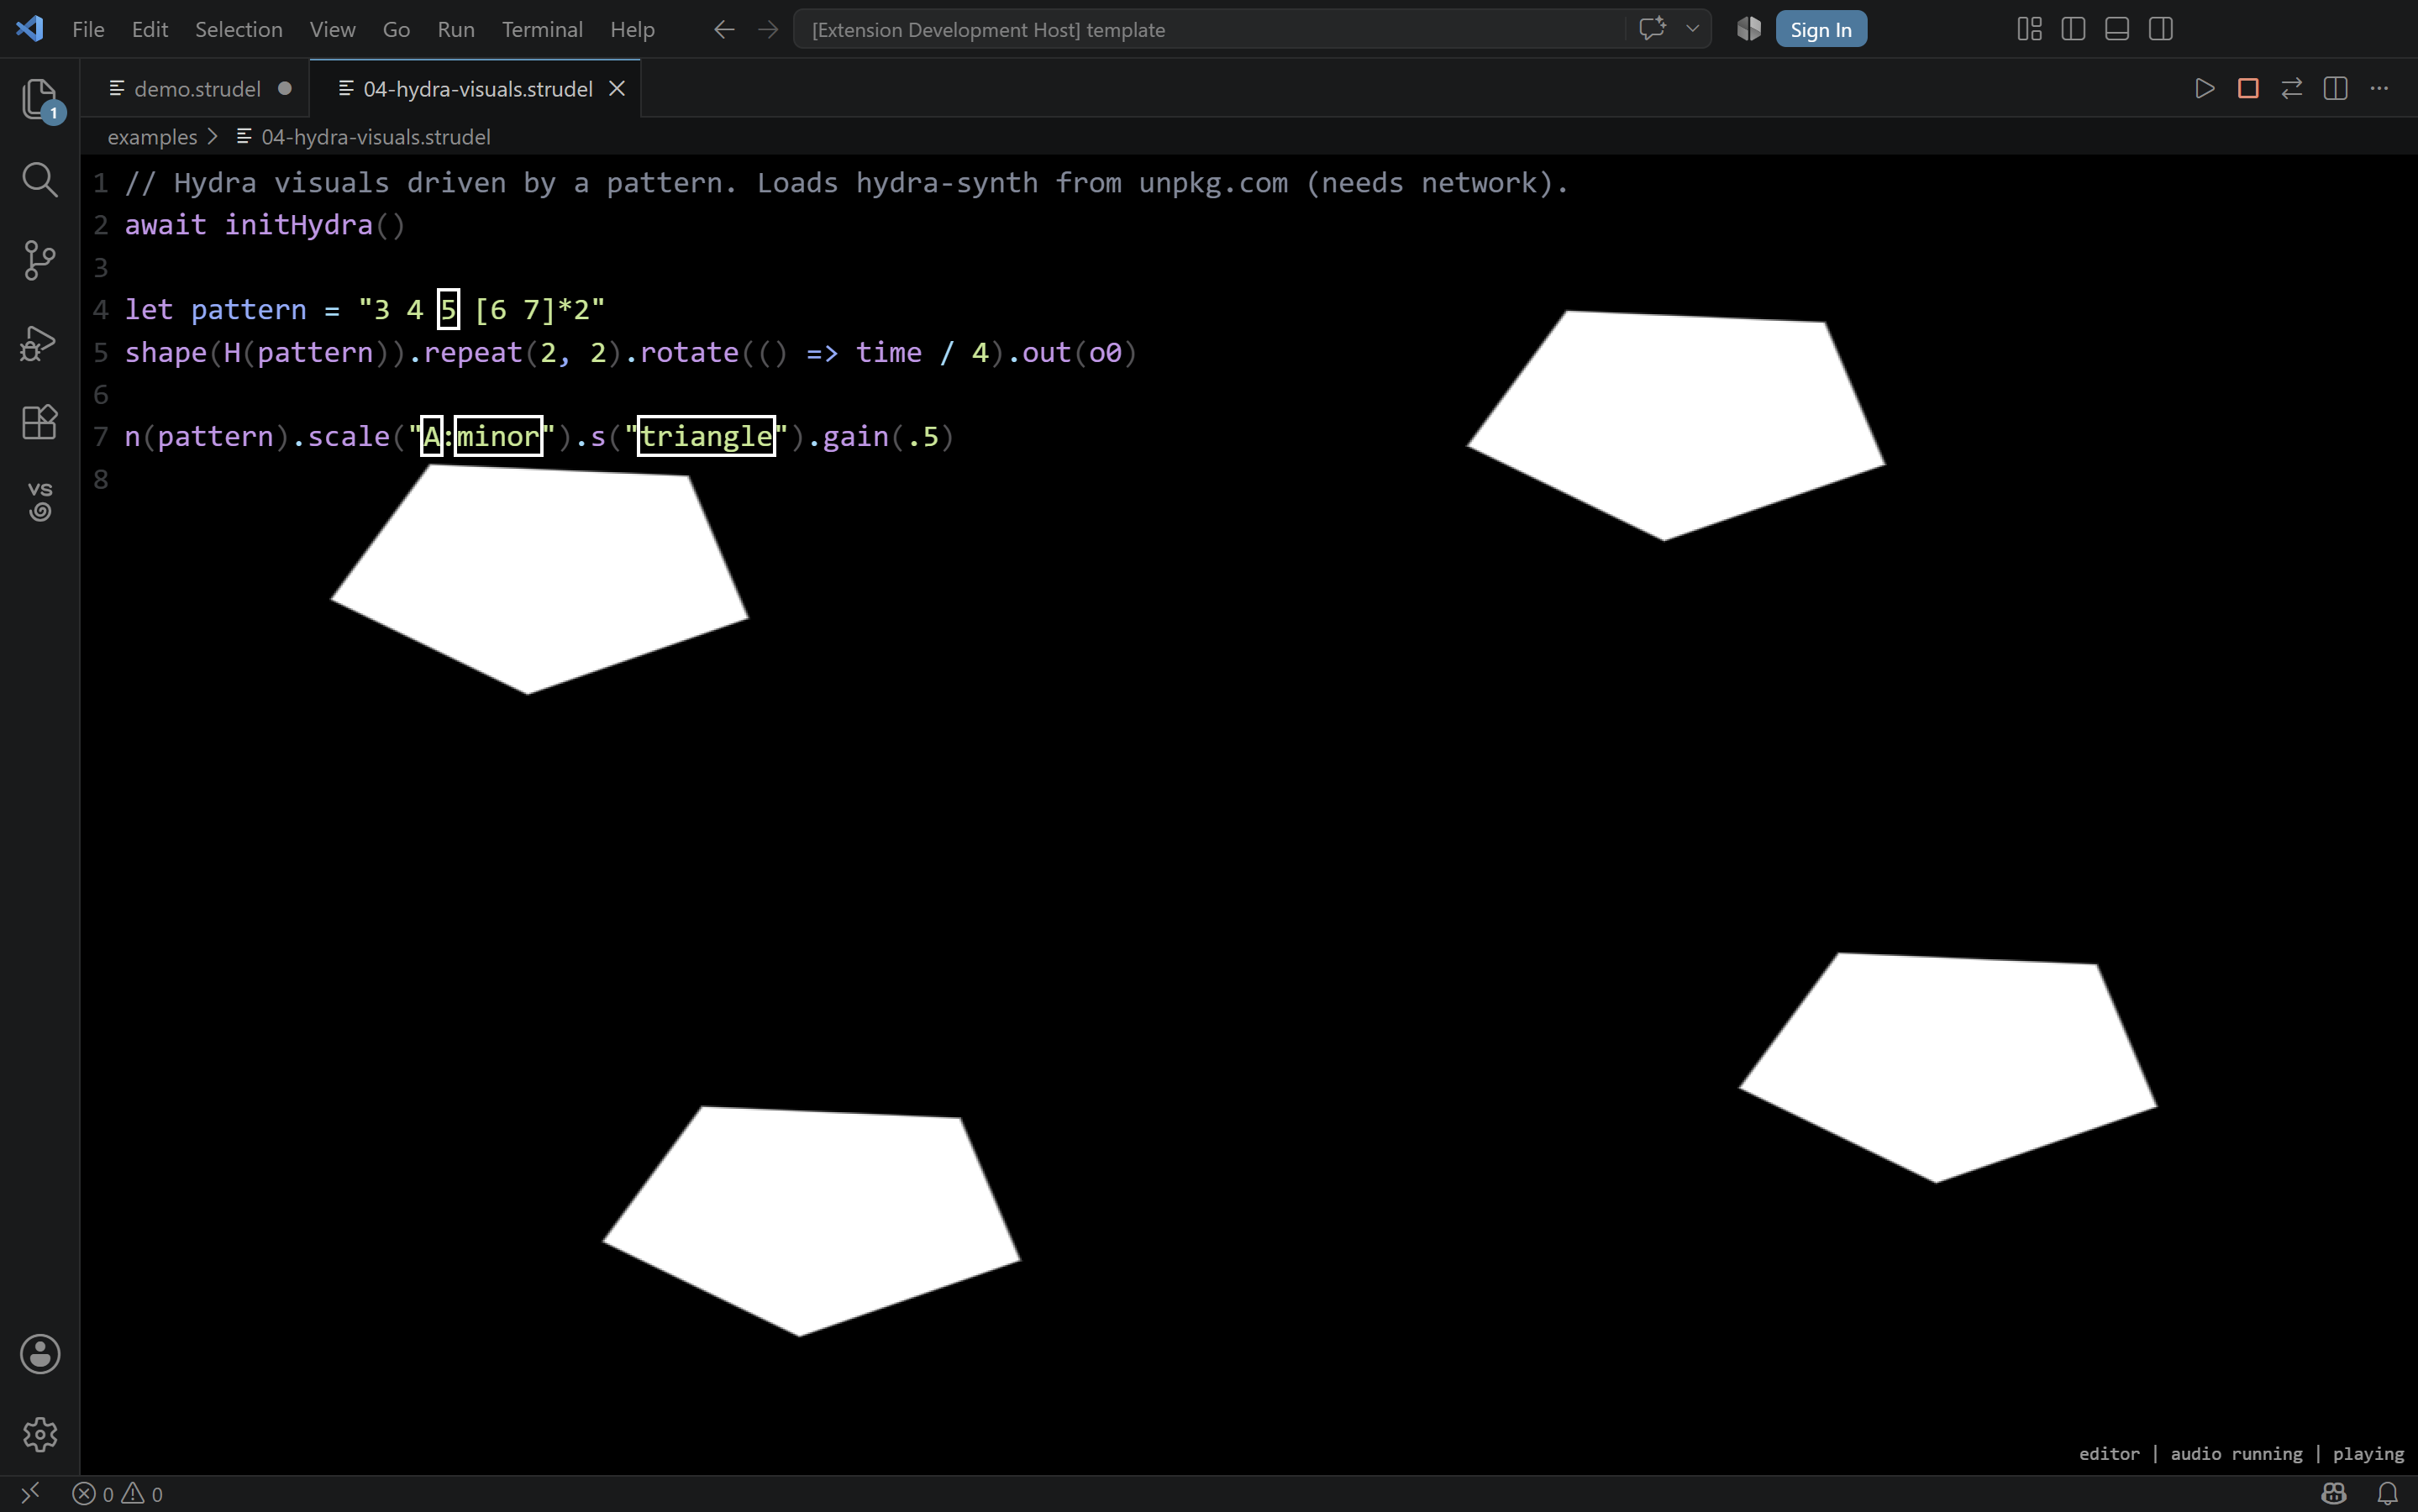 File Edit Selection View Go Run Terminal Help [Extension Development Host] template Sign In
demo.strudel 04-hydra-visuals.strudel
1
examples > 04-hydra-visuals.strudel
1 // Hydra visuals driven by a pattern. Loads hydra-synth from unpkg.com (needs network).
2 await initHydra()
3
4 let pattern = "3 4 5 [6 7]*2"
5 shape(H(pattern)).repeat(2, 2).rotate(() => time / 4).out(o0)
6
7 n(pattern).scale("A:minor").s("triangle").gain(.5)
8
VS
editor | audio running | playing
0 0